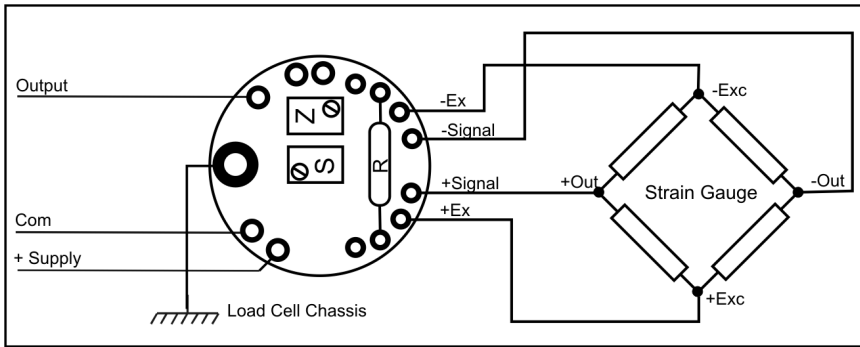 Output
Z
S
R
-Ex
-Signal
+Signal
+Ex
Com
+ Supply
Load Cell Chassis
-Exc
+Out
Strain Gauge
-Out
+Exc